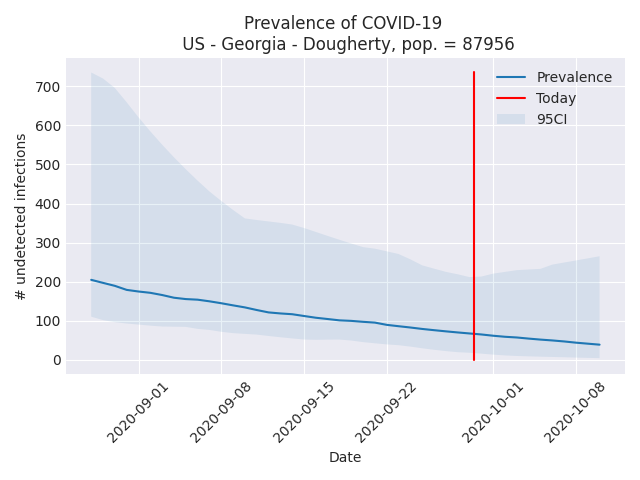 Prevalence of COVID-19
US - Georgia - Dougherty, pop. = 87956
# undetected infections
700
600
500
400
300
200
100
0
Prevalence
Today
95CI
2020-09-01
2020-09-08
2020-09-15
2020-09-22
2020-10-01
2020-10-08
Date